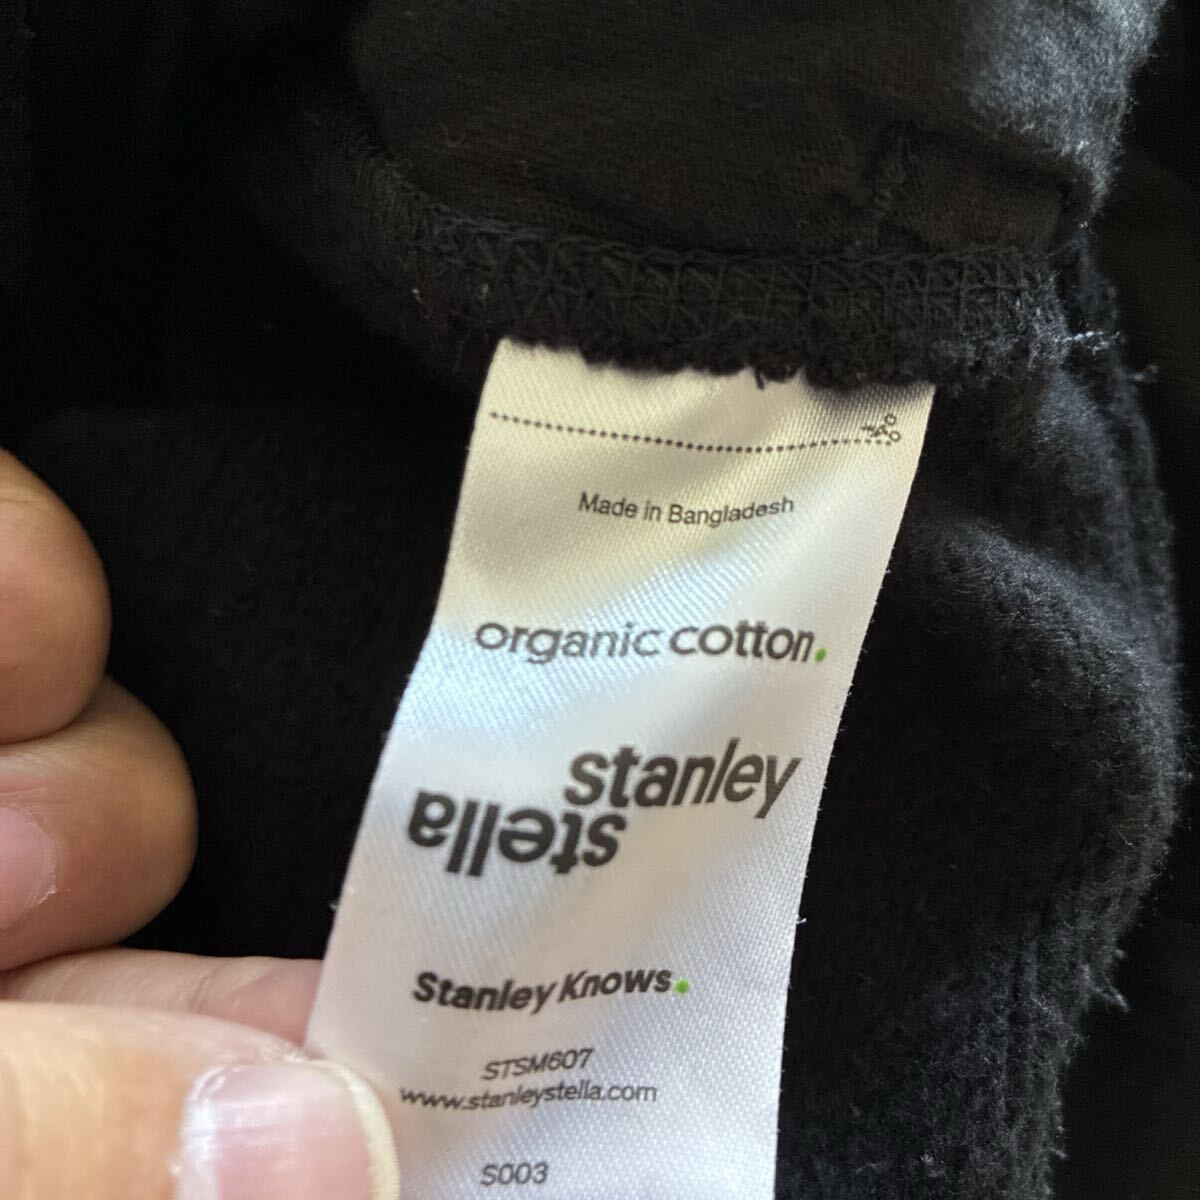 Made in Bangladesh
organic cotton.
stanley
stella
Stanley Knows.
STSM607
www.stanleystella.com
S003